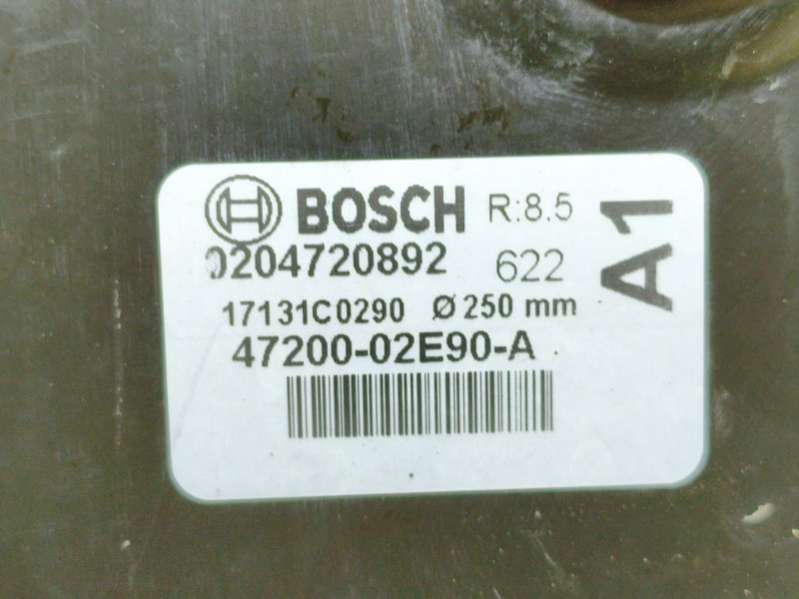 BOSCH R:8.5
0204720892 622
17131C0290 Ø 250 mm
47200-02E90-A
A1